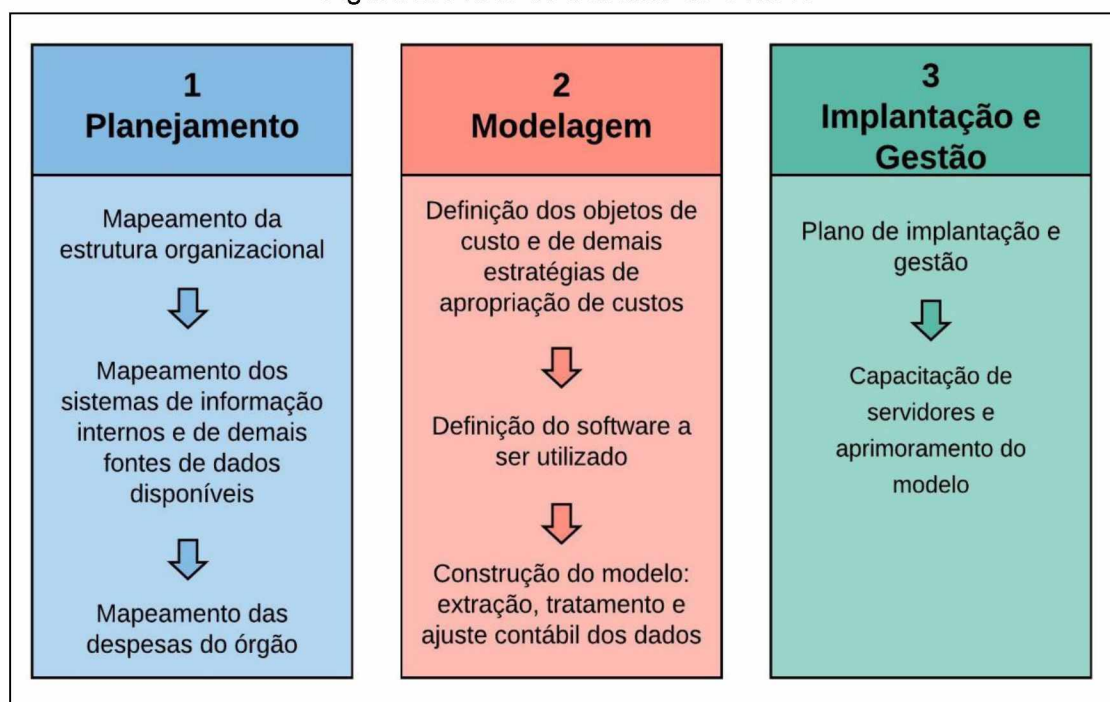 1
Planejamento
Mapeamento da
estrutura organizacional
Mapeamento dos
sistemas de informação
internos e de demais
fontes de dados
disponíveis
Mapeamento das
despesas do órgão
2
Modelagem
Definição dos objetos de
custo e de demais
estratégias de
apropriação de custos
Definição do software a
ser utilizado
Construção do modelo:
extração, tratamento e
ajuste contábil dos dados
3
Implantação e
Gestão
Plano de implantação e
gestão
Capacitação de
servidores e
aprimoramento do
modelo